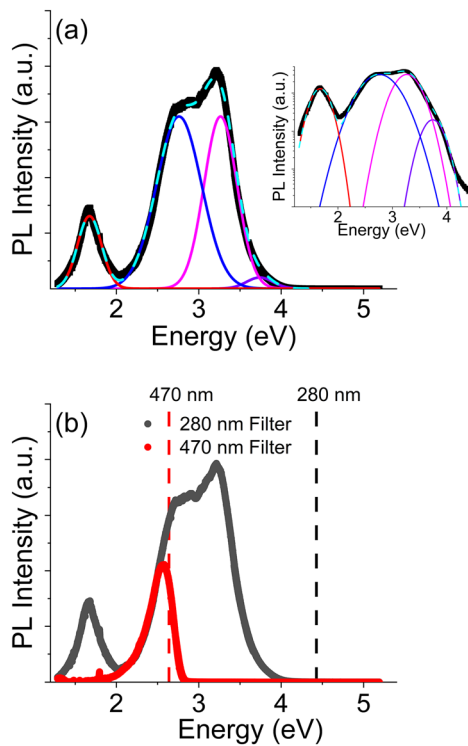 (a)
PL Intensity (a.u.)
2 3 4 5
Energy (eV)
PL Intensity (a.u.)
2 3 4
Energy (eV)
470 nm 280 nm
(b)
280 nm Filter
470 nm Filter
PL Intensity (a.u.)
2 3 4 5
Energy (eV)